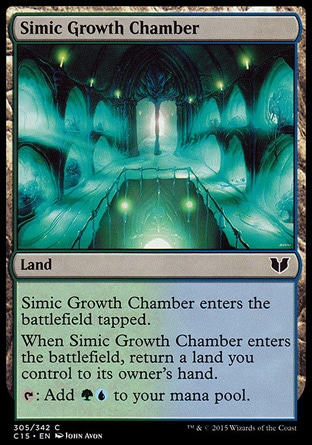 Simic Growth Chamber
Land
Simic Growth Chamber enters the
battlefield tapped.
When Simic Growth Chamber enters
the battlefield, return a land you
control to its owner's hand.
: Add to your mana pool.
305/342 C
C15 • EN John Avon
™ & © 2015 Wizards of the Coast